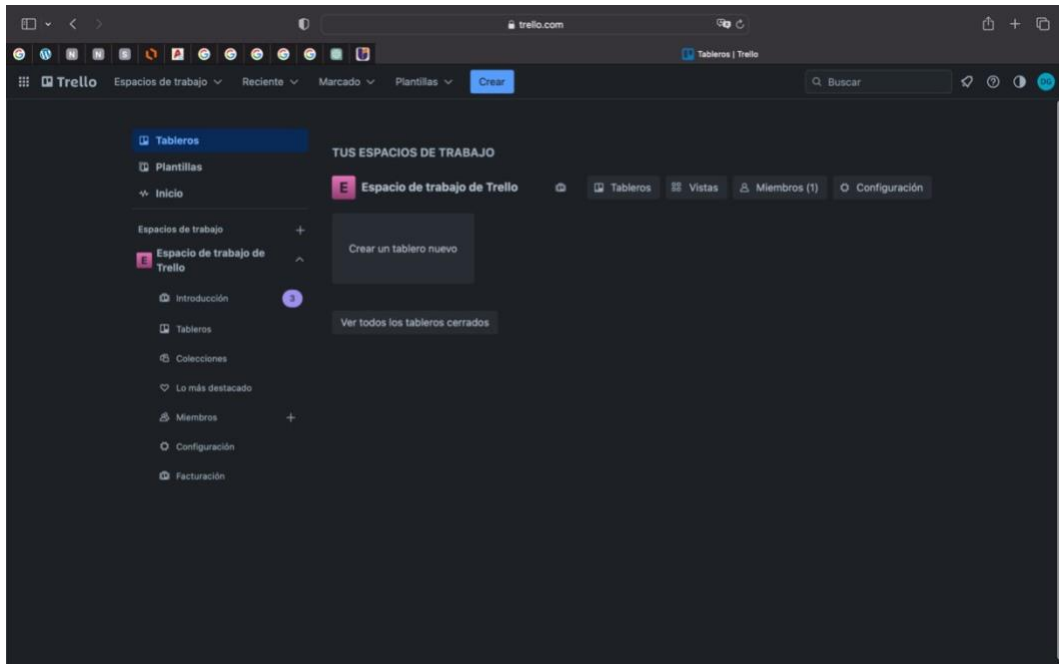 trello.com
Tableros | Trello
Trello Espacios de trabajo Reciente Marcado Plantillas Crear Buscar DG
Tableros
Plantillas
Inicio
Espacios de trabajo
E Espacio de trabajo de
Trello
Introducción 3
Tableros
Colecciones
Lo más destacado
Miembros
Configuración
Facturación
TUS ESPACIOS DE TRABAJO
E Espacio de trabajo de Trello Tableros Vistas Miembros (1) Configuración
Crear un tablero nuevo
Ver todos los tableros cerrados